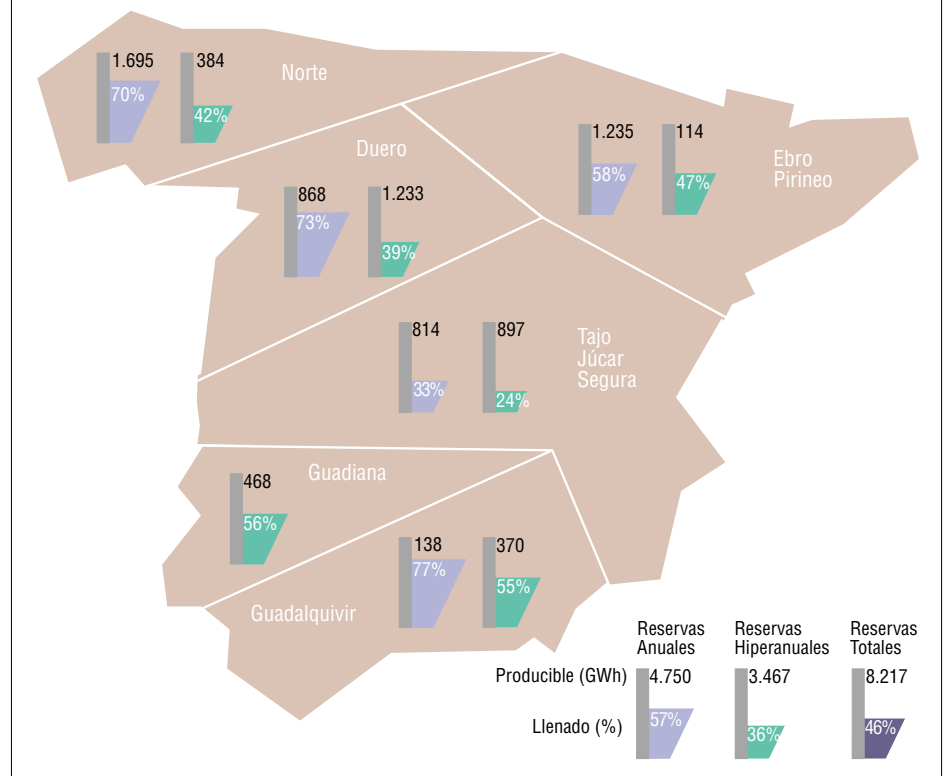 1.695
384
Norte
70%
42%
Duero
868
1.233
73%
39%
1.235
114
Ebro
Pirineo
58%
47%
814
897
Tajo
Júcar
Segura
33%
24%
Guadiana
468
56%
138
370
77%
55%
Guadalquivir
Reservas
Anuales
Reservas
Hiperanuales
Reservas
Totales
Producible (GWh)
4.750
3.467
8.217
Llenado (%)
57%
36%
46%